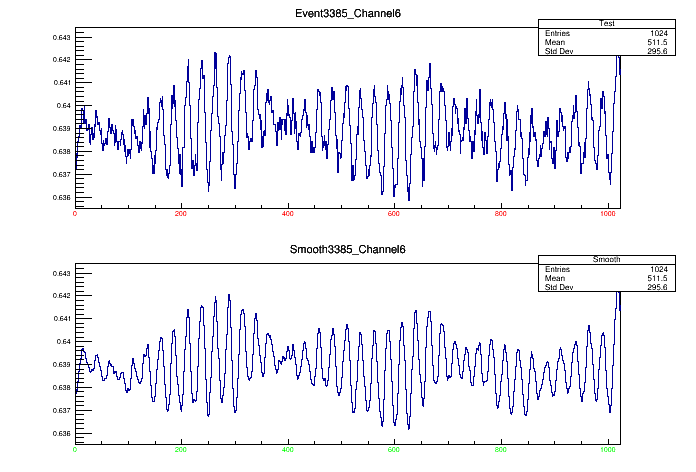 Event3385_Channel6
Test
Entries 1024
Mean 511.5
Std Dev 295.6
0.643
0.642
0.641
0.64
0.639
0.638
0.637
0.636
0 200 400 600 800 1000
Smooth3385_Channel6
Smooth
Entries 1024
Mean 511.5
Std Dev 295.6
0.643
0.642
0.641
0.64
0.639
0.638
0.637
0.636
0 200 400 600 800 1000